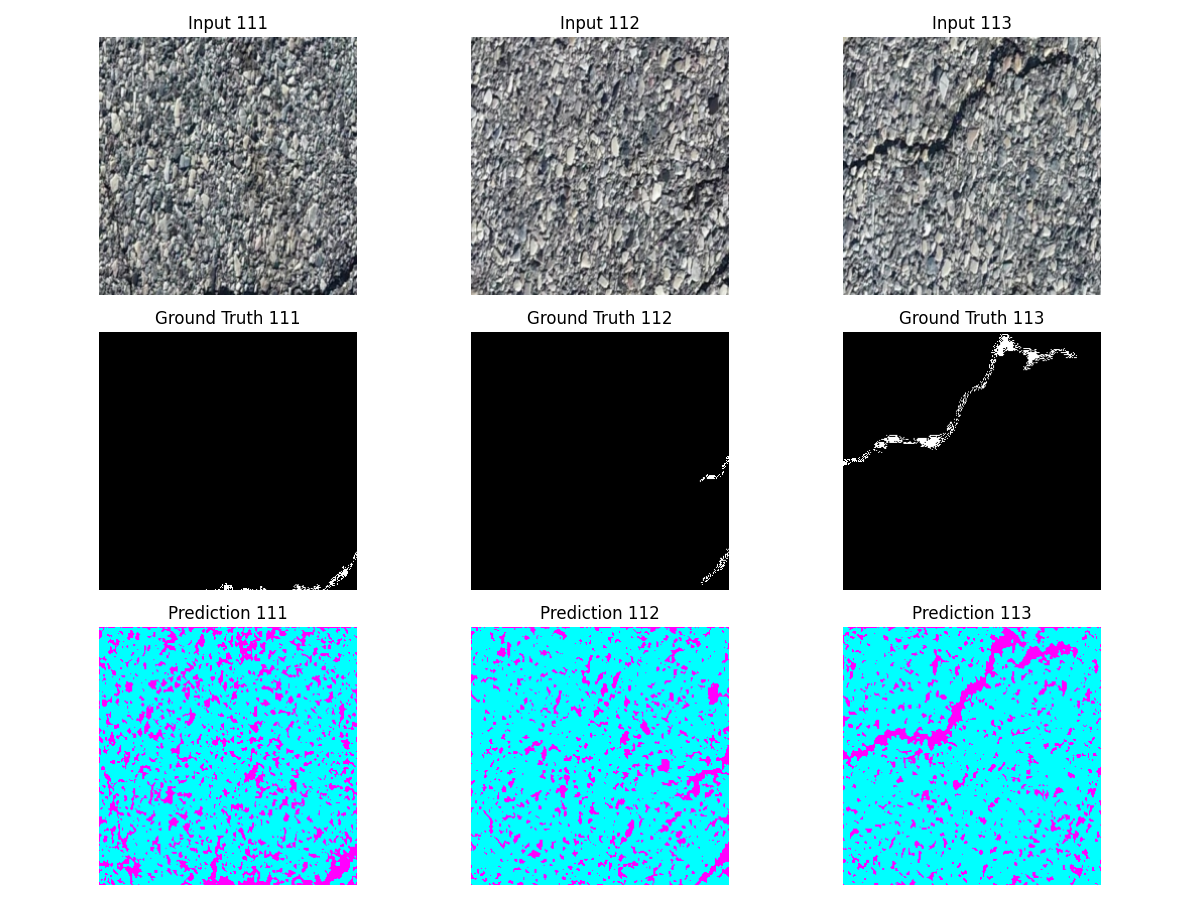 Input 111
Input 112
Input 113
Ground Truth 111
Ground Truth 112
Ground Truth 113
Prediction 111
Prediction 112
Prediction 113